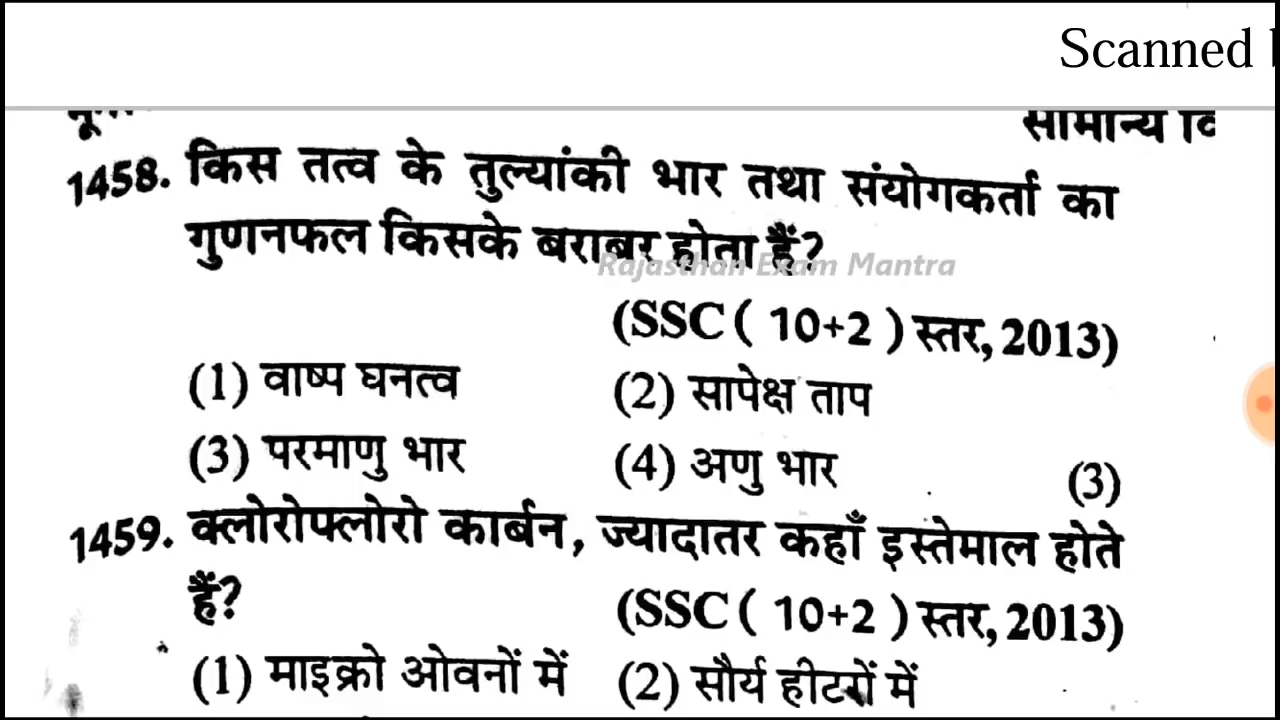 Scanned
सामान्य वि
1458. किस तत्व के तुल्यांकी भार तथा संयोगकर्ता का
गुणनफल किसके बराबर होता हैं?
Rajasthan Exam Mantra
(SSC ( 10+2 ) स्तर, 2013)
(1) वाष्प घनत्व (2) सापेक्ष ताप
(3) परमाणु भार (4) अणु भार (3)
1459. क्लोरोफ्लोरो कार्बन, ज्यादातर कहाँ इस्तेमाल होते
हैं? (SSC ( 10+2 ) स्तर, 2013)
(1) माइक्रो ओवनों में (2) सौर्य हीटरों में